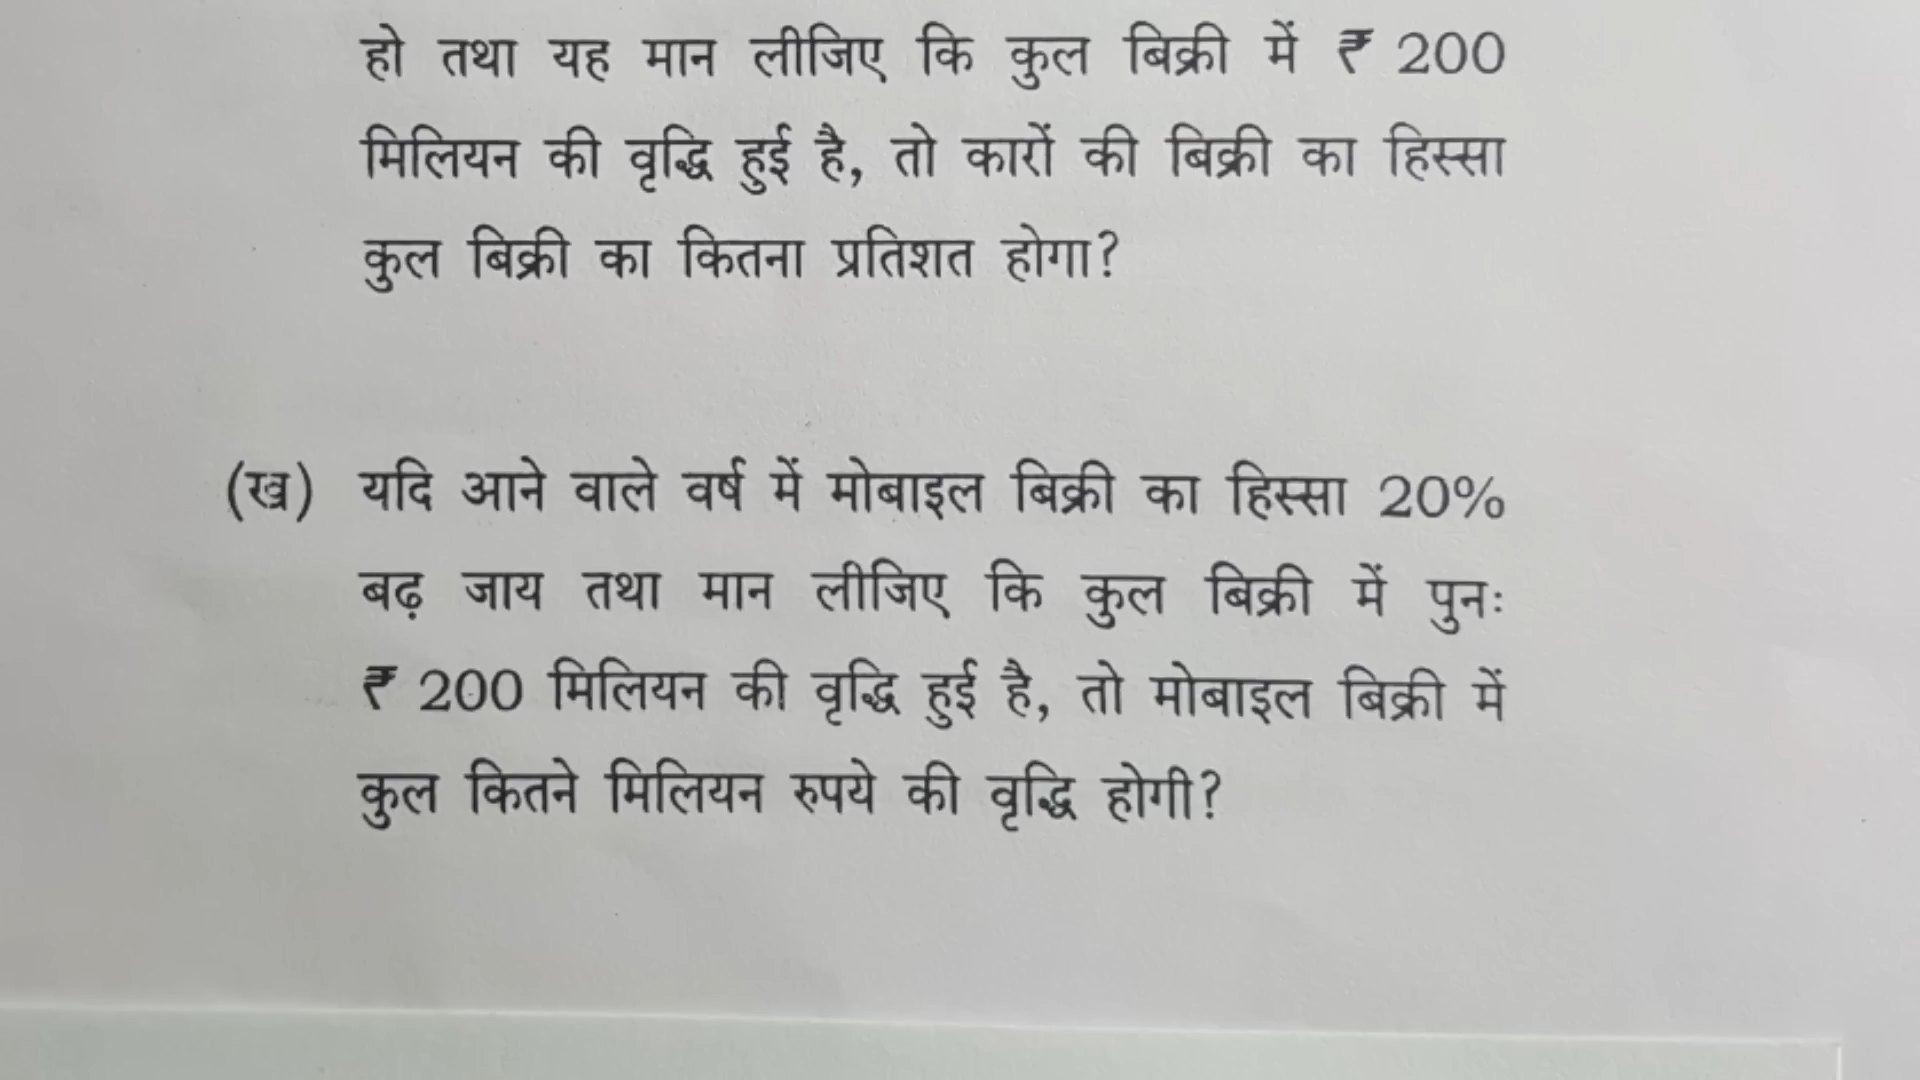 हो तथा यह मान लीजिए कि कुल बिक्री में ₹ 200
मिलियन की वृद्धि हुई है, तो कारों की बिक्री का हिस्सा
कुल बिक्री का कितना प्रतिशत होगा?
(ख) यदि आने वाले वर्ष में मोबाइल बिक्री का हिस्सा 20%
बढ़ जाय तथा मान लीजिए कि कुल बिक्री में पुनः
₹ 200 मिलियन की वृद्धि हुई है, तो मोबाइल बिक्री में
कुल कितने मिलियन रुपये की वृद्धि होगी?